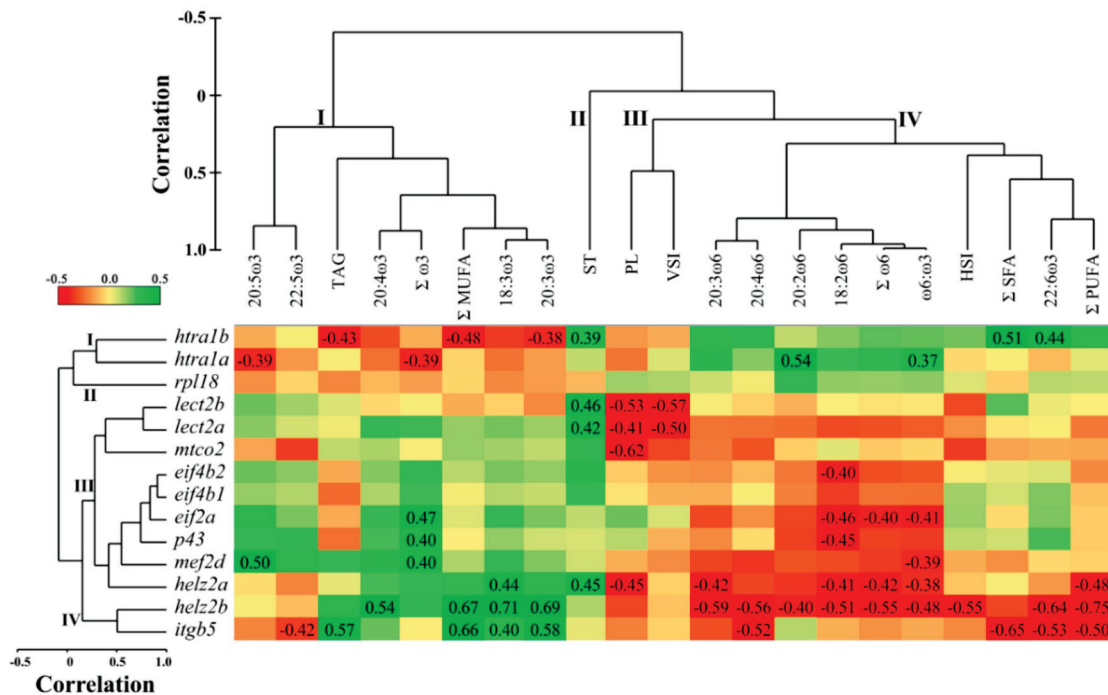 -0.5
0
0.5
1.0
Correlation
I
II
III
IV
20:5ω3
22:5ω3
TAG
20:4ω3
Σ ω3
Σ MUFA
18:3ω3
20:3ω3
ST
PL
VSI
20:3ω6
20:4ω6
20:2ω6
18:2ω6
Σ ω6
ω6:ω3
HSI
Σ SFA
22:6ω3
Σ PUFA
-0.5 0.0 0.5
I
II
III
IV
htra1b -0.43 -0.48 -0.38 0.39 0.51 0.44
htra1a -0.39 -0.39 0.54 0.37
rpl18
lect2b 0.46 -0.53 -0.57
lect2a 0.42 -0.41 -0.50
mtco2 -0.62
eif4b2 -0.40
eif4b1
eif2a 0.47 -0.46 -0.40 -0.41
p43 0.40 -0.45
mef2d 0.50 0.40 -0.39
helz2a 0.44 0.45 -0.45 -0.42 -0.41 -0.42 -0.38 -0.48
helz2b 0.54 0.67 0.71 0.69 -0.59 -0.56 -0.40 -0.51 -0.55 -0.48 -0.55 -0.64 -0.75
itgb5 -0.42 0.57 0.66 0.40 0.58 -0.52 -0.65 -0.53 -0.50
-0.5 0 0.5 1.0
Correlation